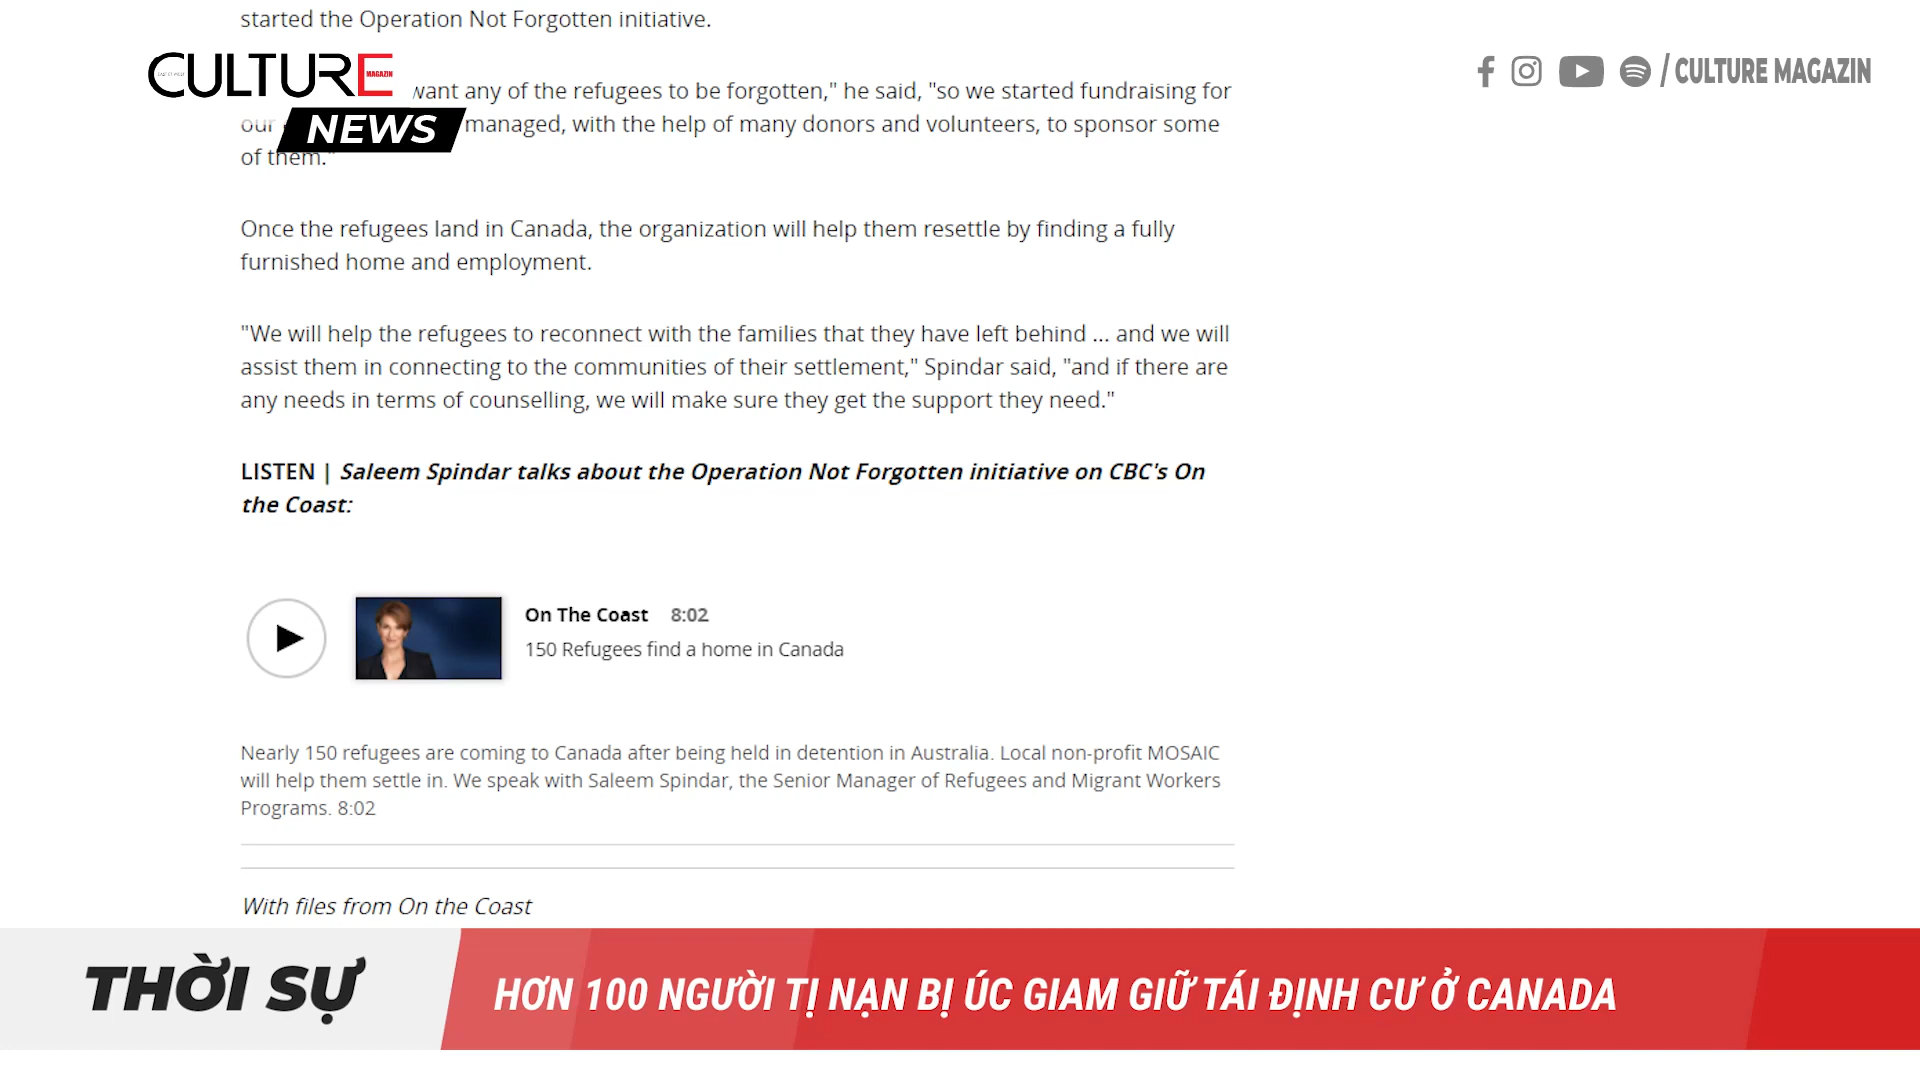 started the Operation Not Forgotten initiative.
CULTURE
MAGAZIN
/ CULTURE MAGAZIN
want any of the refugees to be forgotten," he said, "so we started fundraising for
our managed, with the help of many donors and volunteers, to sponsor some
NEWS
of them."
Once the refugees land in Canada, the organization will help them resettle by finding a fully
furnished home and employment.
"We will help the refugees to reconnect with the families that they have left behind ... and we will
assist them in connecting to the communities of their settlement," Spindar said, "and if there are
any needs in terms of counselling, we will make sure they get the support they need."
LISTEN | Saleem Spindar talks about the Operation Not Forgotten initiative on CBC's On
the Coast:
On The Coast 8:02
150 Refugees find a home in Canada
Nearly 150 refugees are coming to Canada after being held in detention in Australia. Local non-profit MOSAIC
will help them settle in. We speak with Saleem Spindar, the Senior Manager of Refugees and Migrant Workers
Programs. 8:02
With files from On the Coast
THỜI SỰ
HƠN 100 NGƯỜI TỊ NẠN BỊ ÚC GIAM GIỮ TÁI ĐỊNH CƯ Ở CANADA